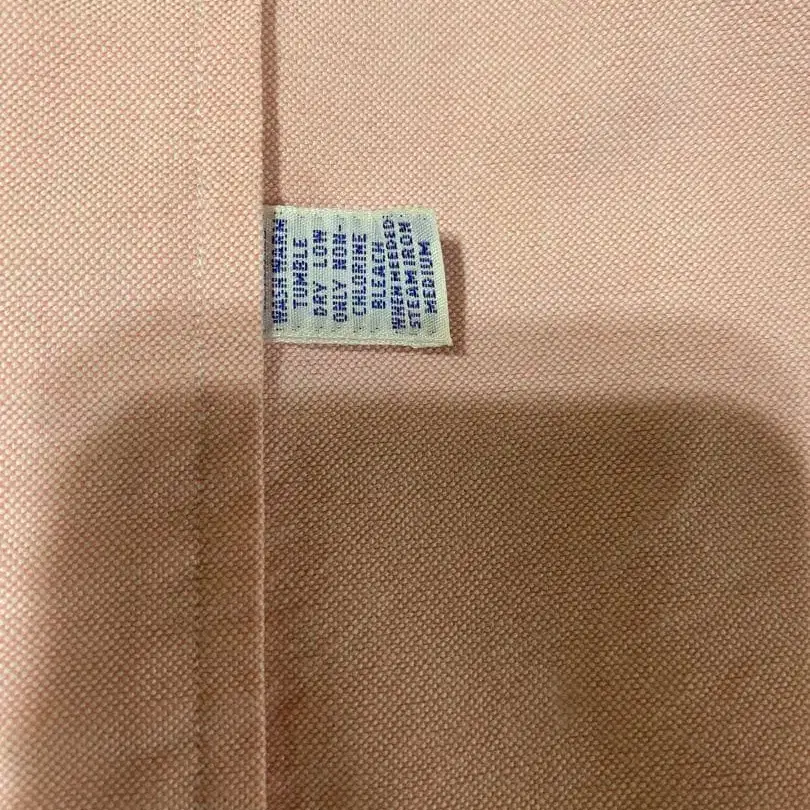 WASH WARM
TUMBLE
DRY LOW
ONLY NON-
CHLORINE
BLEACH
WHEN NEEDED
STEAM IRON
MEDIUM